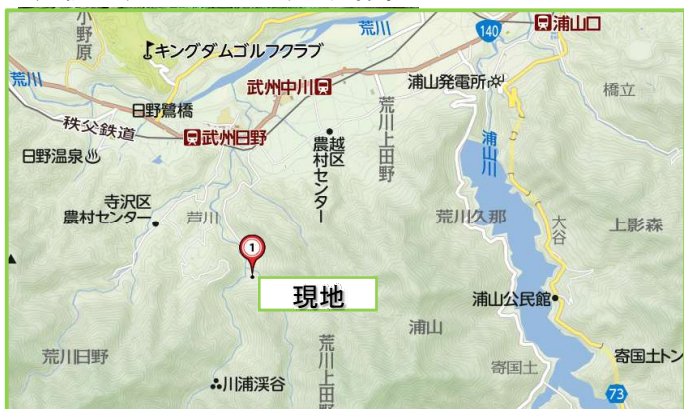 小野原
荒川
140
浦山口
キングダムゴルフクラブ
荒川
武州中川
浦山発電所
橋立
日野鷺橋
秩父鉄道
武州日野
越区
農村センター
荒川上田野
浦山川
日野温泉
寺沢区
農村センター
芦川
荒川久那
大谷
上影森
1
現地
浦山公民館
浦山
荒川日野
荒川上田野
寄国土
寄国土トン
川浦渓谷
73